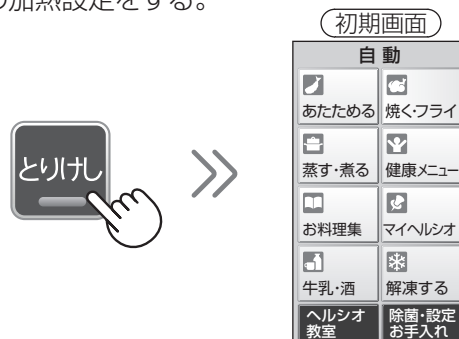 の加熱設定をする。
初期画面
自動
あたためる
焼く・フライ
蒸す・煮る
健康メニュー
お料理集
マイヘルシオ
牛乳・酒
解凍する
ヘルシオ
教室
除菌・設定
お手入れ
とりけし